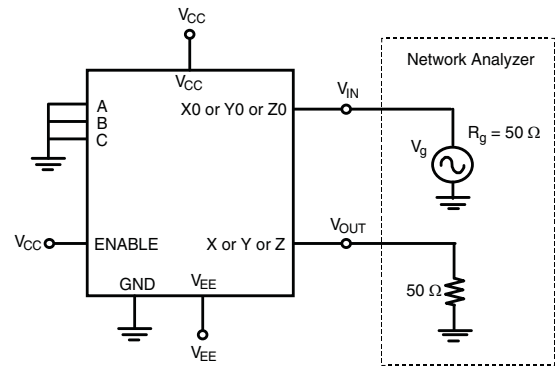 VCC
Network Analyzer
VCC
A
B
C
X0 or Y0 or Z0
VIN
Vg
Rg = 50 Ω
VCC
ENABLE
X or Y or Z
VOUT
GND
VEE
50 Ω
VEE